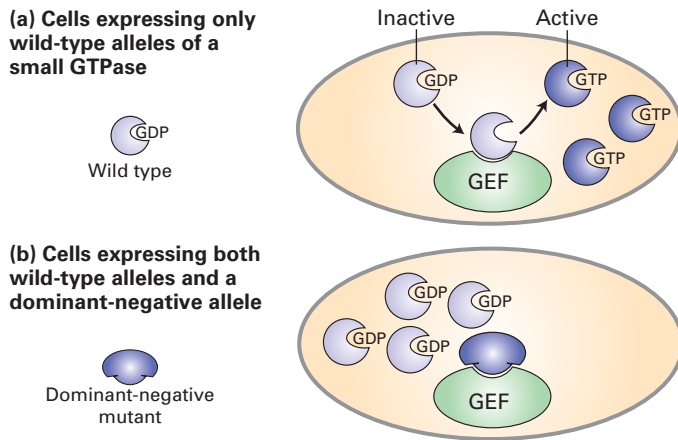 (a) Cells expressing only
wild-type alleles of a
small GTPase
GDP
Wild type
Inactive
Active
GDP
GTP
GTP
GTP
GEF
(b) Cells expressing both
wild-type alleles and a
dominant-negative allele
Dominant-negative
mutant
GDP
GDP
GDP
GDP
GEF